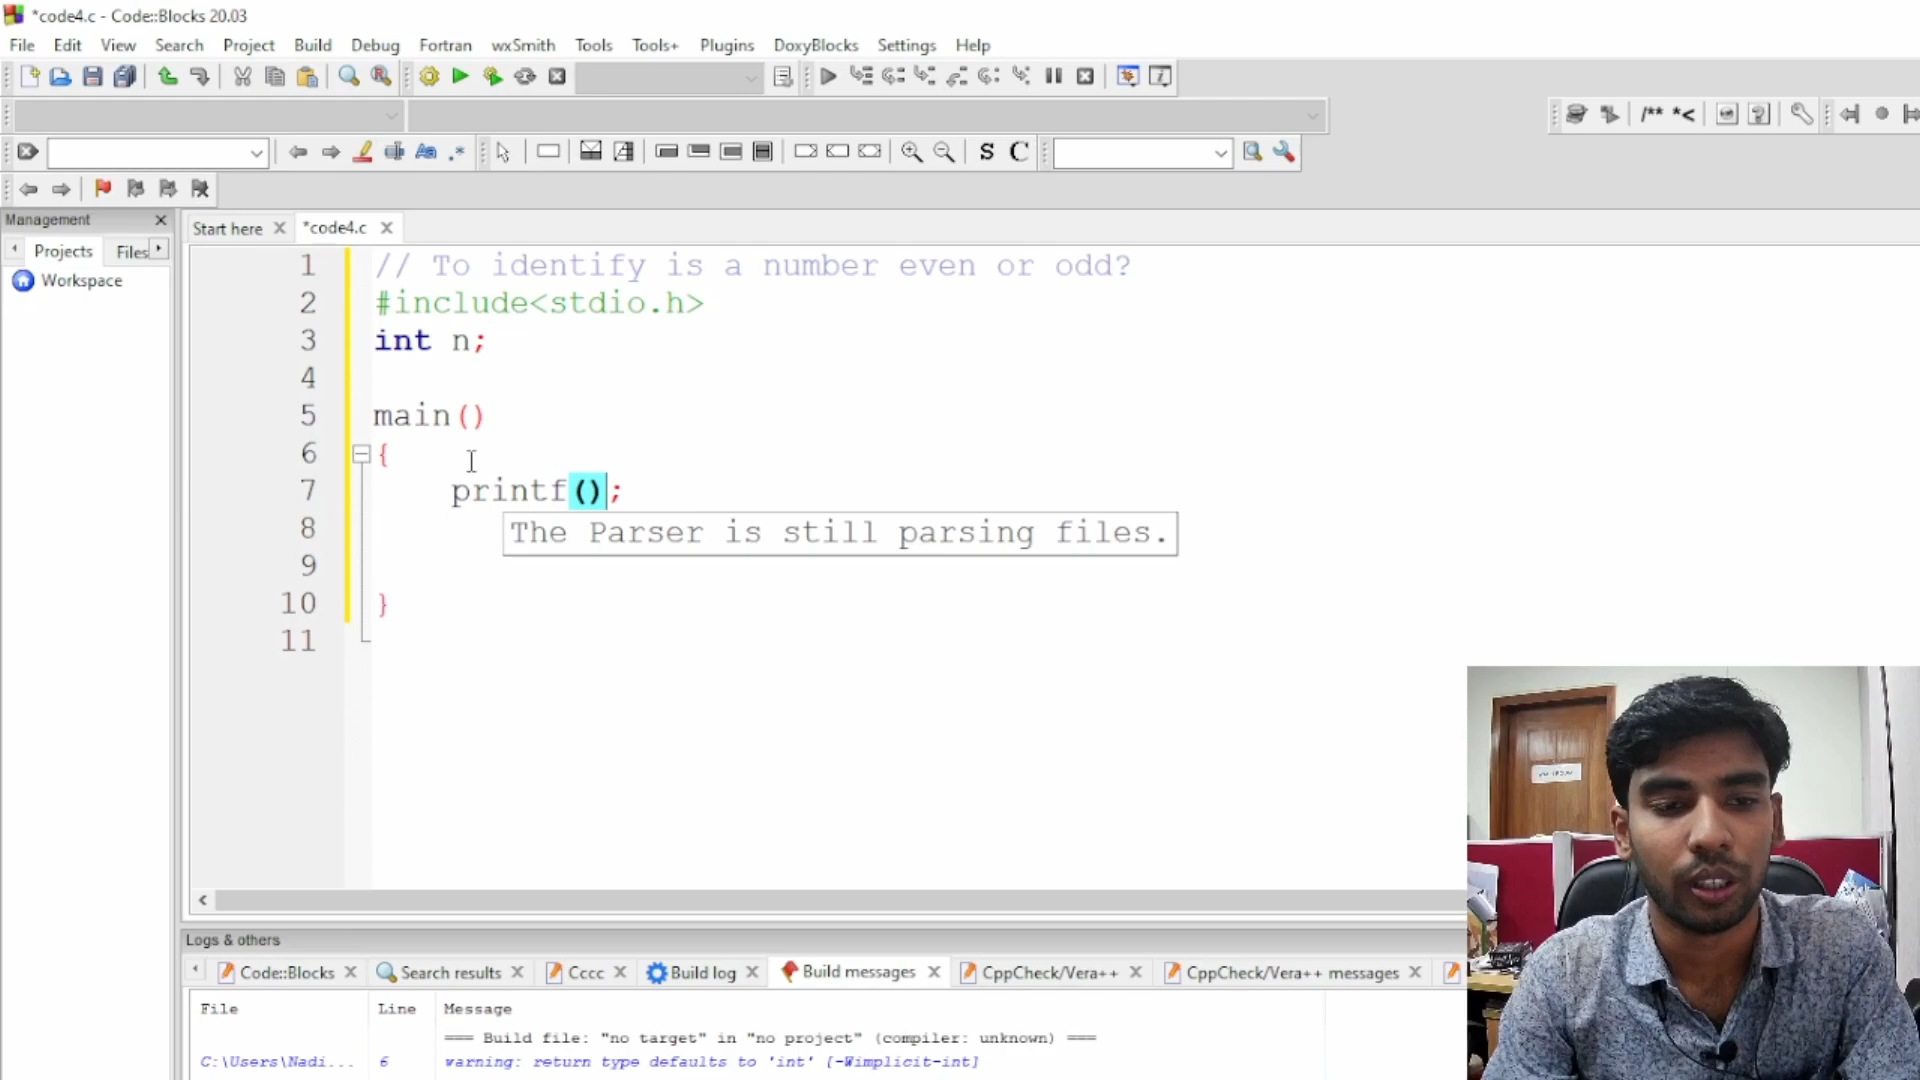 *code4.c - Code::Blocks 20.03
File Edit View Search Project Build Debug Fortran wxSmith Tools Tools+ Plugins DoxyBlocks Settings Help
/** *<
S C
Management
Start here *code4.c
Projects Files
Workspace
1 // To identify is a number even or odd?
2 #include<stdio.h>
3 int n;
4
5 main()
6 {
7 printf();
8 The Parser is still parsing files.
9
10 }
11
Logs & others
Code::Blocks Search results Cccc Build log Build messages CppCheck/Vera++ CppCheck/Vera++ messages
File Line Message
=== Build file: "no target" in "no project" (compiler: unknown) ===
C:\Users\Nadi... 6 warning: return type defaults to 'int' [-Wimplicit-int]